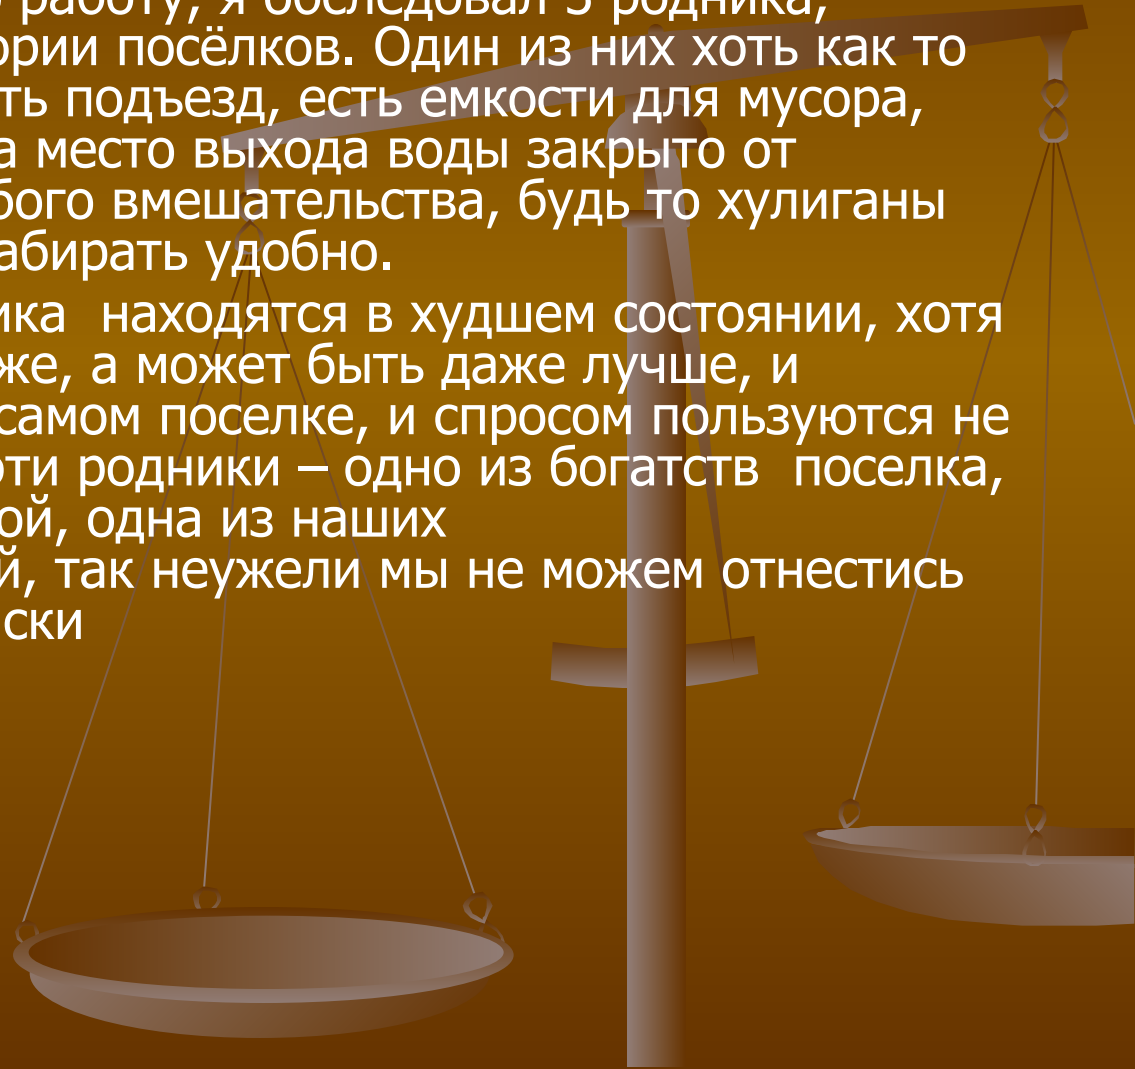 работу, я обследовал 3 родника,
ории посёлков. Один из них хоть как то
ть подъезд, есть емкости для мусора,
а место выхода воды закрыто от
бого вмешательства, будь то хулиганы
абирать удобно.
ика находятся в худшем состоянии, хотя
же, а может быть даже лучше, и
самом поселке, и спросом пользуются не
ти родники – одно из богатств поселка,
ой, одна из наших
й, так неужели мы не можем отнестись
ски